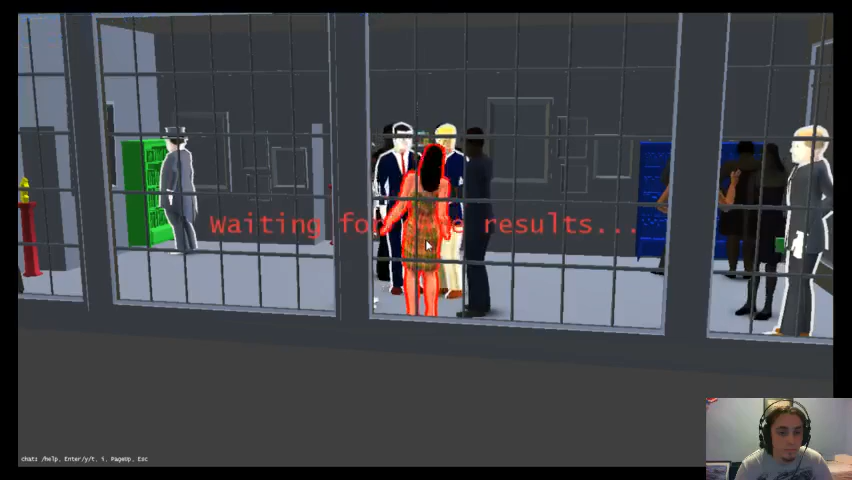 Waiting for results...
chat: /help, Enter/y/t, i, PageUp, Esc